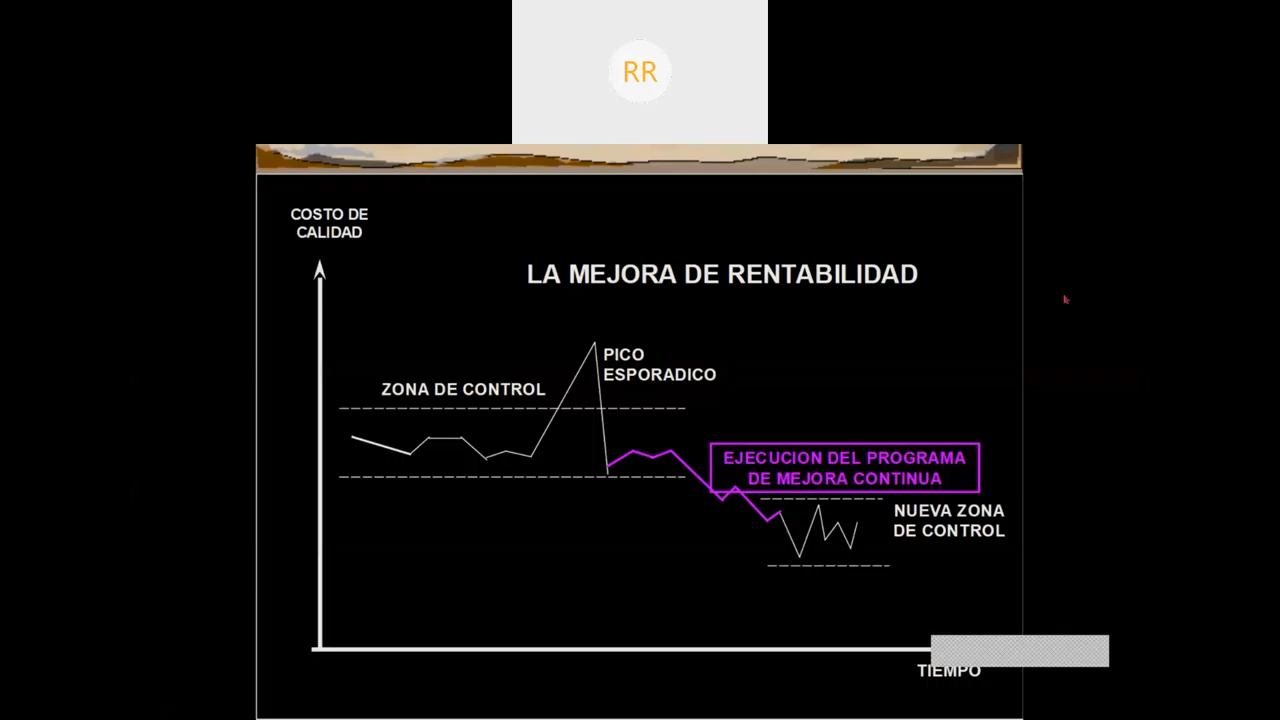 RR
COSTO DE
CALIDAD
LA MEJORA DE RENTABILIDAD
PICO
ESPORADICO
ZONA DE CONTROL
EJECUCION DEL PROGRAMA
DE MEJORA CONTINUA
NUEVA ZONA
DE CONTROL
TIEMPO